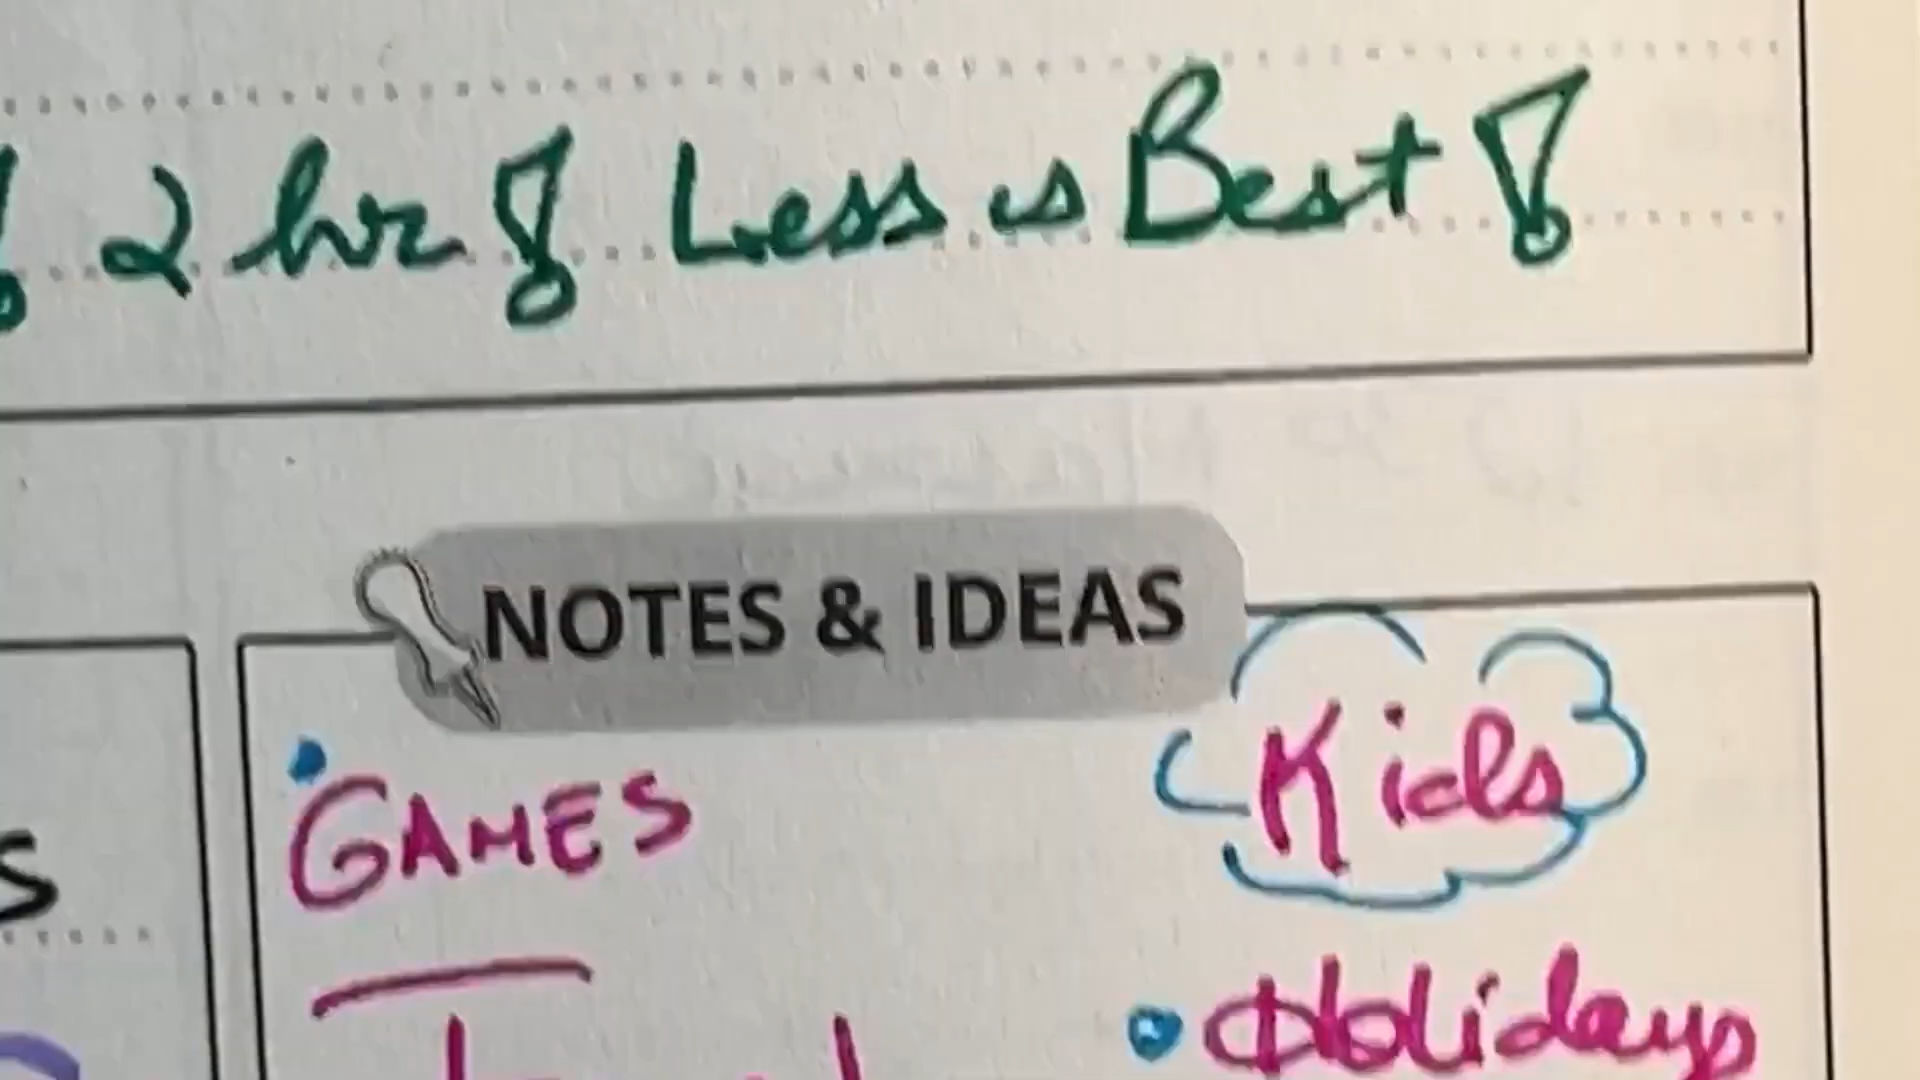 2 hr ! Less is Best !
NOTES & IDEAS
Kids
GAMES
Holidays